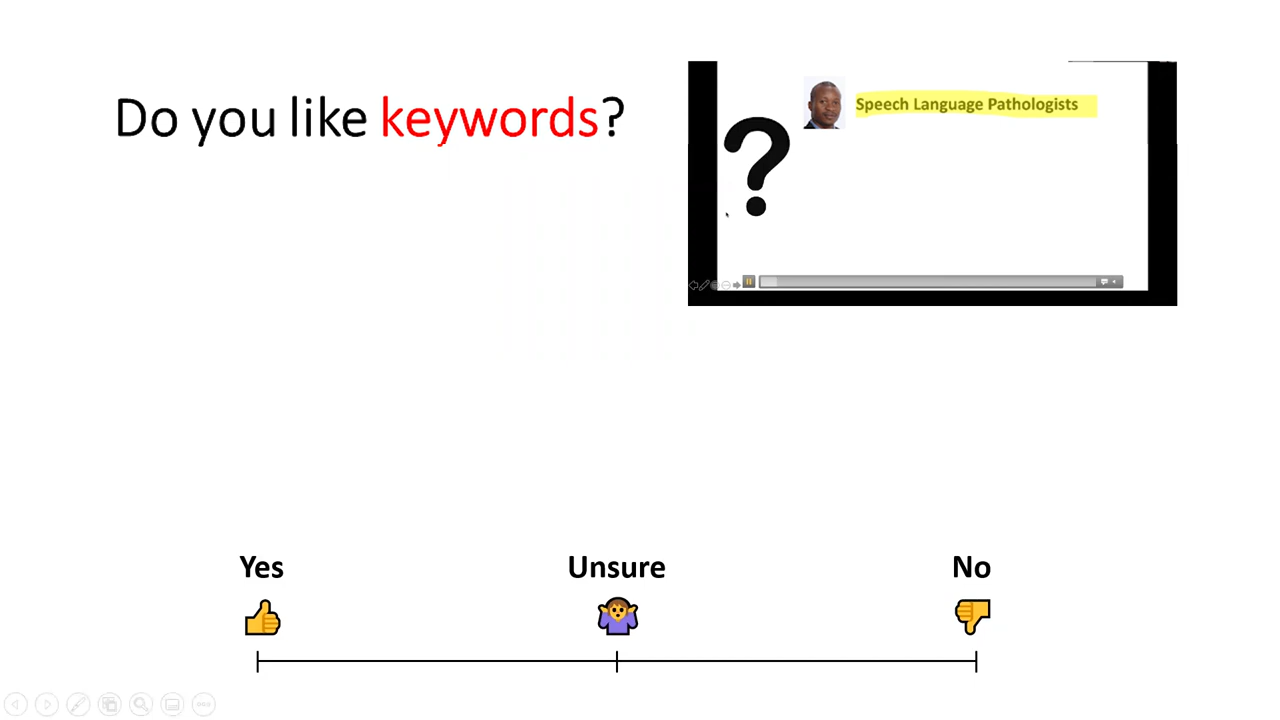 Do you like keywords?
Speech Language Pathologists
?
Yes
Unsure
No